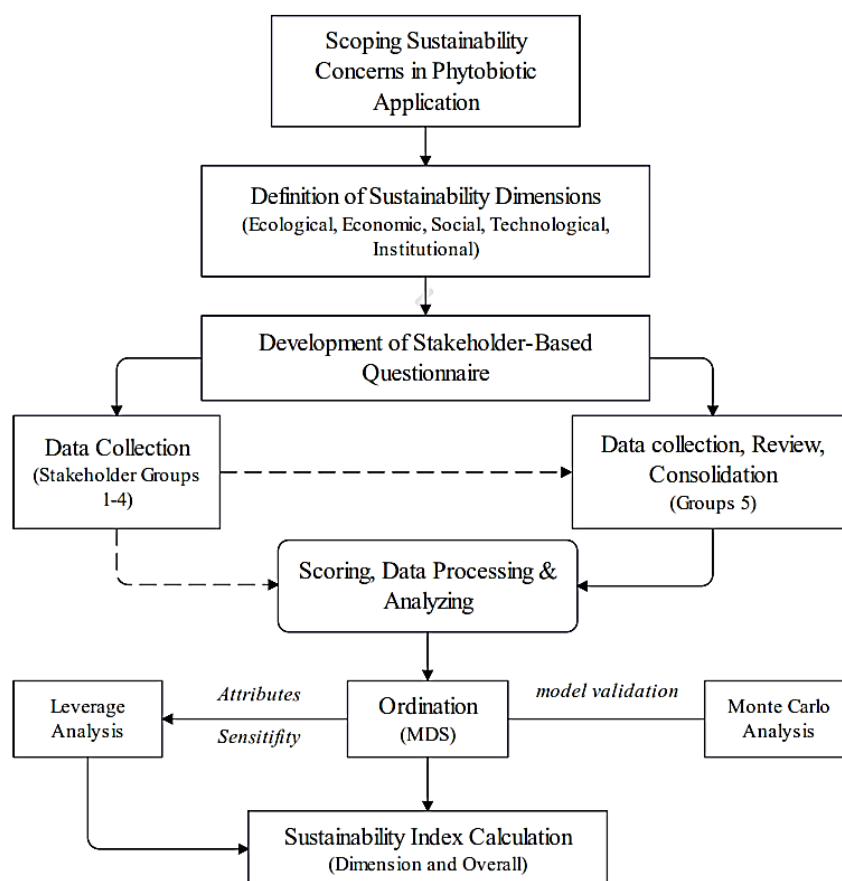 Scoping Sustainability
Concerns in Phytobiotic
Application
Definition of Sustainability Dimensions
(Ecological, Economic, Social, Technological,
Institutional)
Development of Stakeholder-Based
Questionnaire
Data Collection
(Stakeholder Groups
1-4)
Data collection, Review,
Consolidation
(Groups 5)
Scoring, Data Processing &
Analyzing
Leverage
Analysis
Attributes
Sensitifity
Ordination
(MDS)
model validation
Monte Carlo
Analysis
Sustainability Index Calculation
(Dimension and Overall)